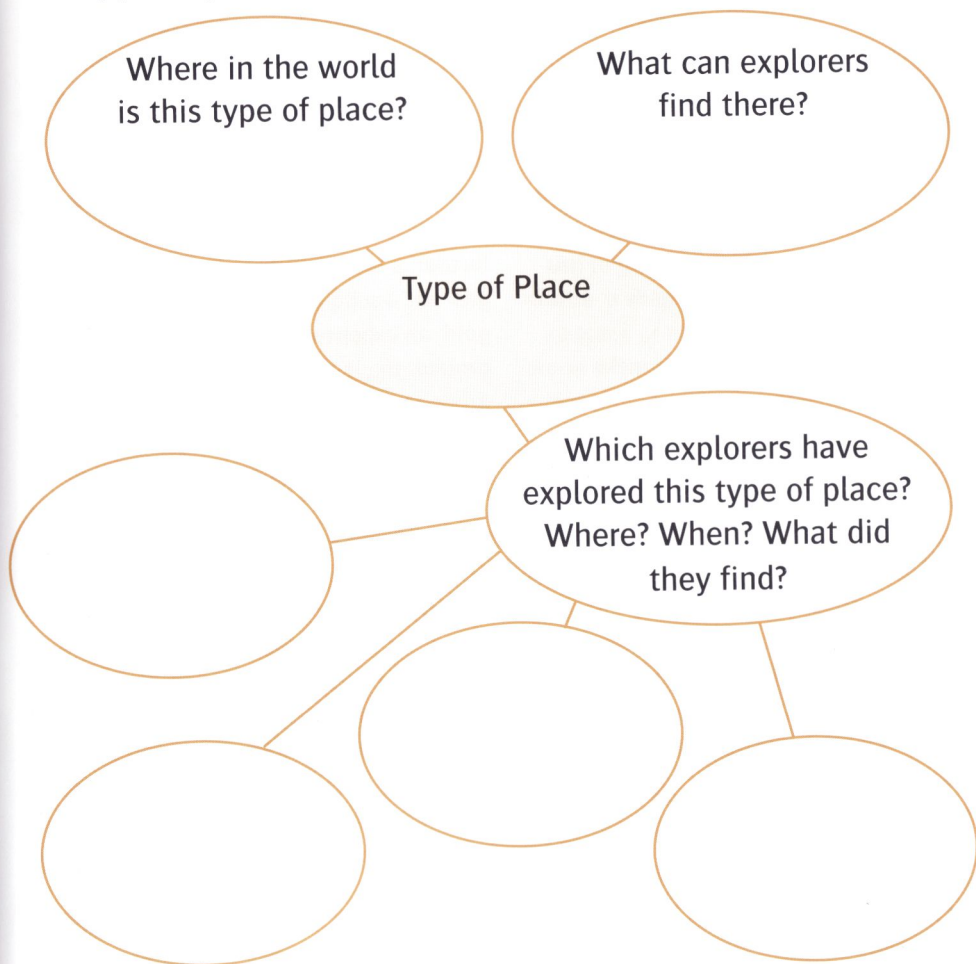 Where in the world
is this type of place?
What can explorers
find there?
Type of Place
Which explorers have
explored this type of place?
Where? When? What did
they find?